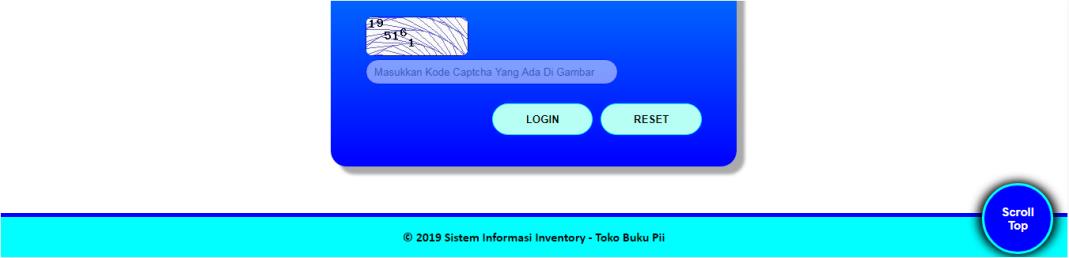 19
5161
Masukkan Kode Captcha Yang Ada Di Gambar
LOGIN RESET
Scroll
Top
© 2019 Sistem Informasi Inventory - Toko Buku Pii